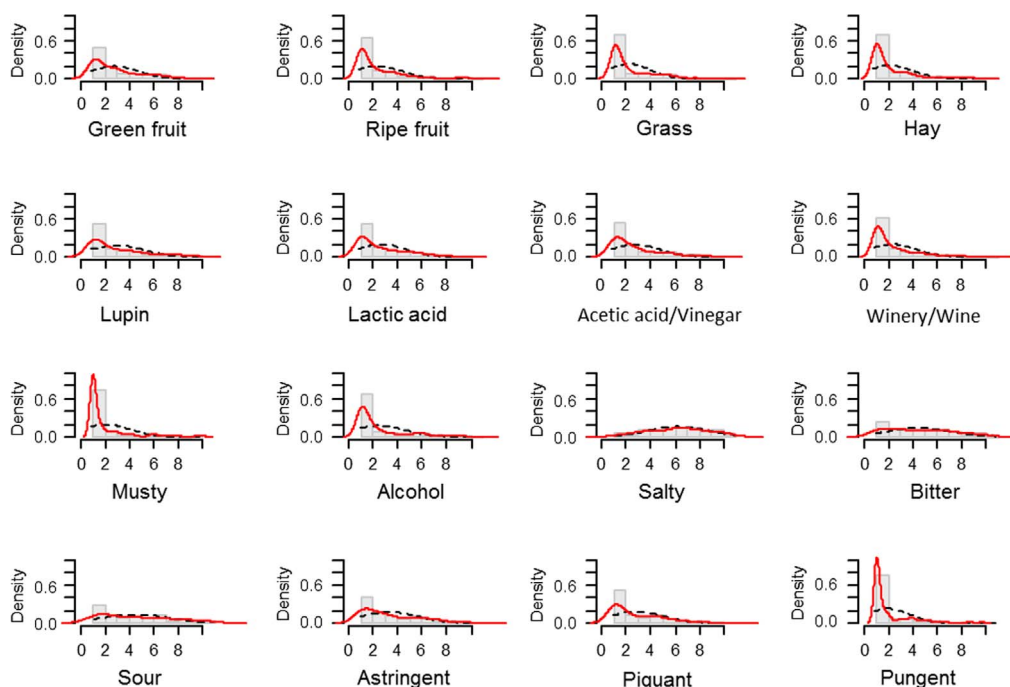 Density 0.6 Density 0.6 Density 0.6 Density 0.6
0.0 0.0 0.0 0.0
0 2 4 6 8 0 2 4 6 8 0 2 4 6 8 0 2 4 6 8
Green fruit Ripe fruit Grass Hay
Density 0.6 Density 0.6 Density 0.6 Density 0.6
0.0 0.0 0.0 0.0
0 2 4 6 8 0 2 4 6 8 0 2 4 6 8 0 2 4 6 8
Lupin Lactic acid Acetic acid/Vinegar Winery/Wine
Density 0.6 Density 0.6 Density 0.6 Density 0.6
0.0 0.0 0.0 0.0
0 2 4 6 8 0 2 4 6 8 0 2 4 6 8 0 2 4 6 8
Musty Alcohol Salty Bitter
Density 0.6 Density 0.6 Density 0.6 Density 0.6
0.0 0.0 0.0 0.0
0 2 4 6 8 0 2 4 6 8 0 2 4 6 8 0 2 4 6 8
Sour Astringent Piquant Pungent